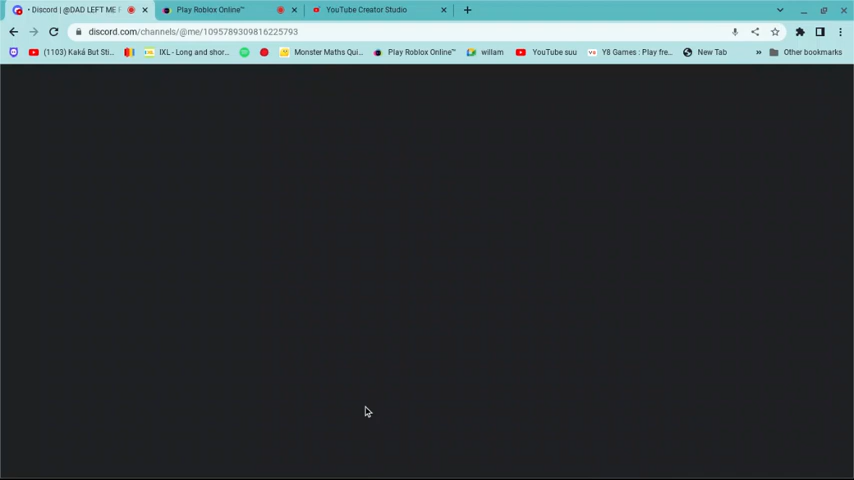 • Discord | @DAD LEFT ME F
Play Roblox Online™
YouTube Creator Studio
discord.com/channels/@me/1095789309816225793
(1103) Kaká But Sti...
IXL - Long and shor...
Monster Maths Qui...
Play Roblox Online™
willam
YouTube suu
Y8 Games : Play fre...
New Tab
»
Other bookmarks